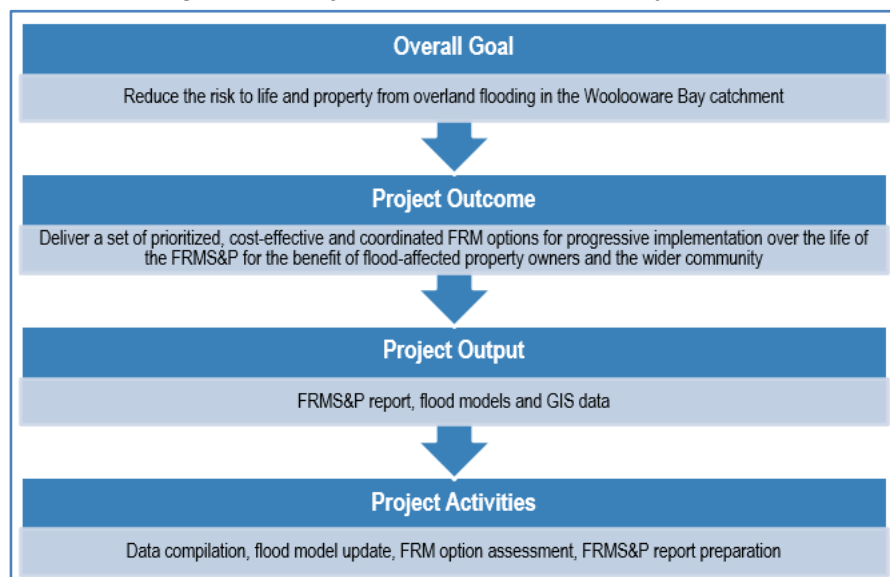 Overall Goal
Reduce the risk to life and property from overland flooding in the Woolooware Bay catchment
Project Outcome
Deliver a set of prioritized, cost-effective and coordinated FRM options for progressive implementation over the life of
the FRMS&P for the benefit of flood-affected property owners and the wider community
Project Output
FRMS&P report, flood models and GIS data
Project Activities
Data compilation, flood model update, FRM option assessment, FRMS&P report preparation